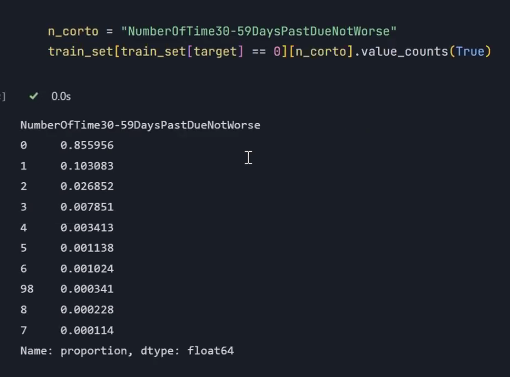 n_corto = "NumberOfTime30-59DaysPastDueNotWorse"
train_set[train_set[target] == 0][n_corto].value_counts(True)
] ✓ 0.0s
NumberOfTime30-59DaysPastDueNotWorse
0 0.855956
1 0.103083
2 0.026852
3 0.007851
4 0.003413
5 0.001138
6 0.001024
98 0.000341
8 0.000228
7 0.000114
Name: proportion, dtype: float64